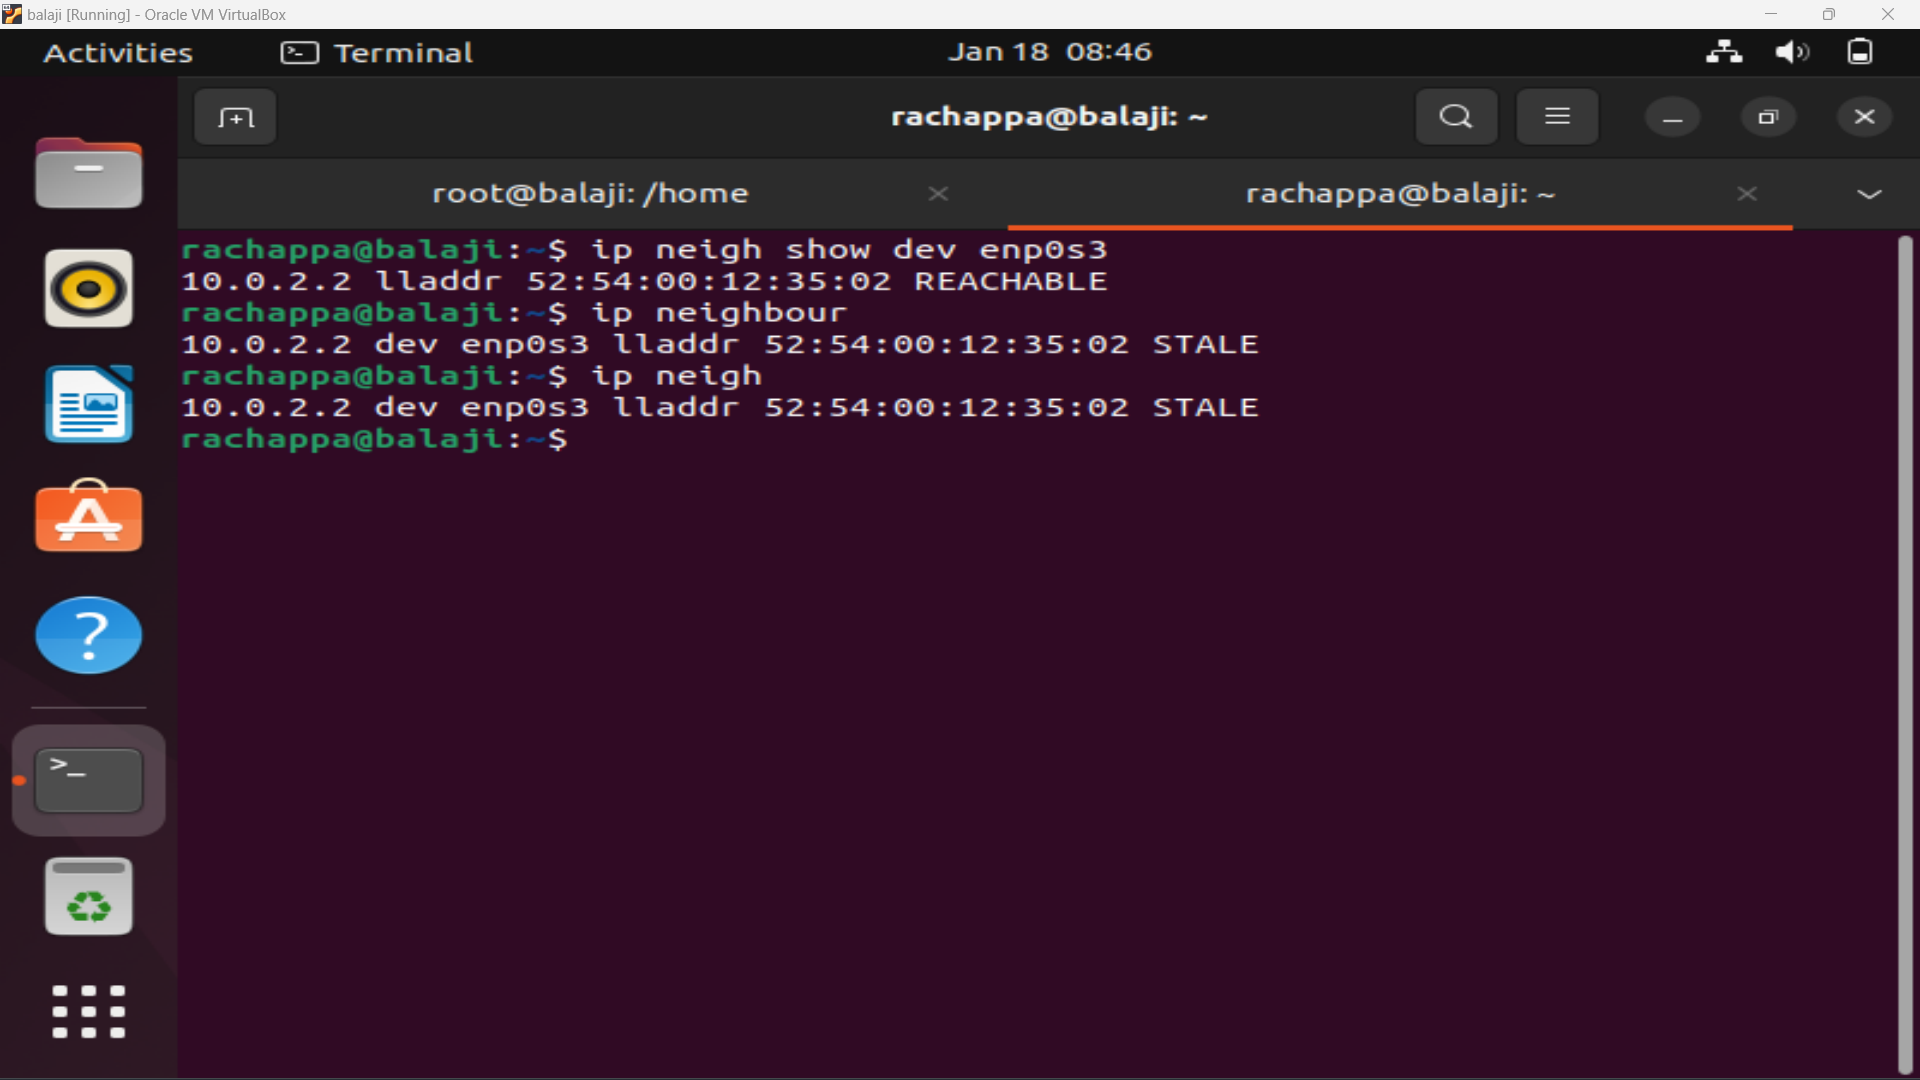 balaji [Running] - Oracle VM VirtualBox
Activities Terminal Jan 18 08:46
rachappa@balaji: ~
root@balaji: /home rachappa@balaji: ~
rachappa@balaji:~$ ip neigh show dev enp0s3
10.0.2.2 lladdr 52:54:00:12:35:02 REACHABLE
rachappa@balaji:~$ ip neighbour
10.0.2.2 dev enp0s3 lladdr 52:54:00:12:35:02 STALE
rachappa@balaji:~$ ip neigh
10.0.2.2 dev enp0s3 lladdr 52:54:00:12:35:02 STALE
rachappa@balaji:~$